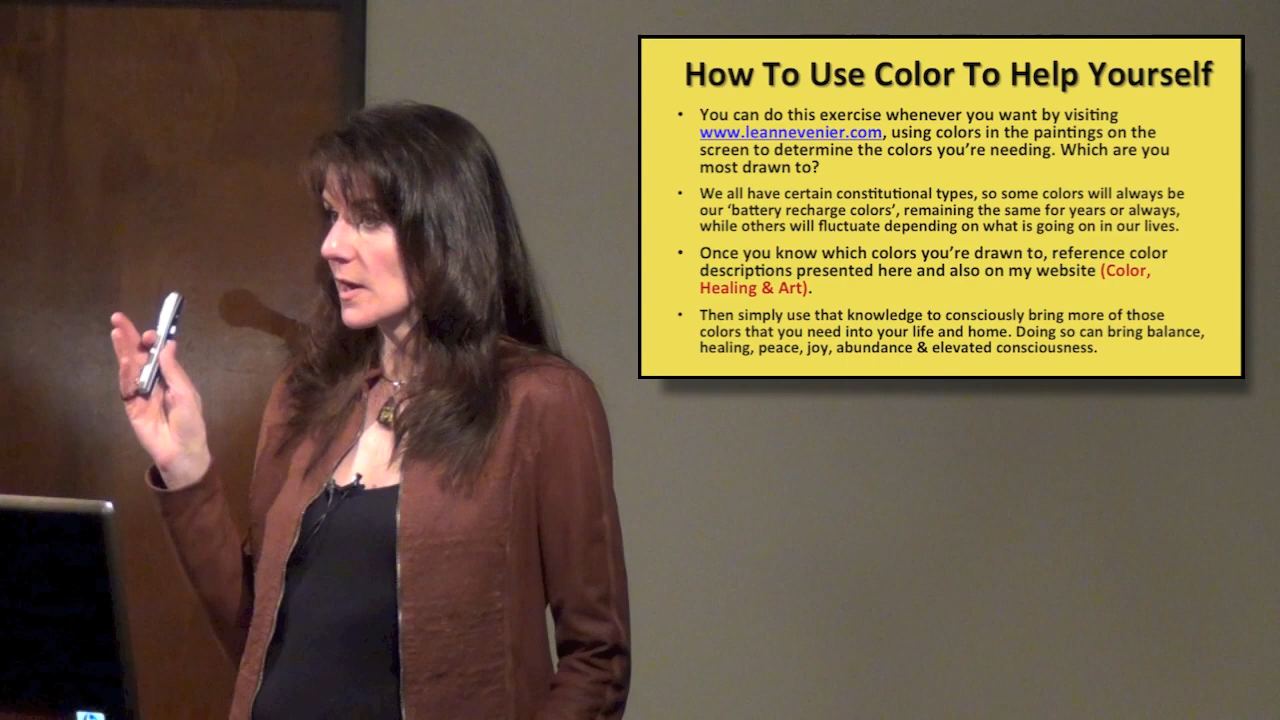 How To Use Color To Help Yourself
• You can do this exercise whenever you want by visiting
www.leannevenier.com, using colors in the paintings on the
screen to determine the colors you're needing. Which are you
most drawn to?
• We all have certain constitutional types, so some colors will always be
our 'battery recharge colors', remaining the same for years or always,
while others will fluctuate depending on what is going on in our lives.
• Once you know which colors you're drawn to, reference color
descriptions presented here and also on my website (Color,
Healing & Art).
• Then simply use that knowledge to consciously bring more of those
colors that you need into your life and home. Doing so can bring balance,
healing, peace, joy, abundance & elevated consciousness.
hp